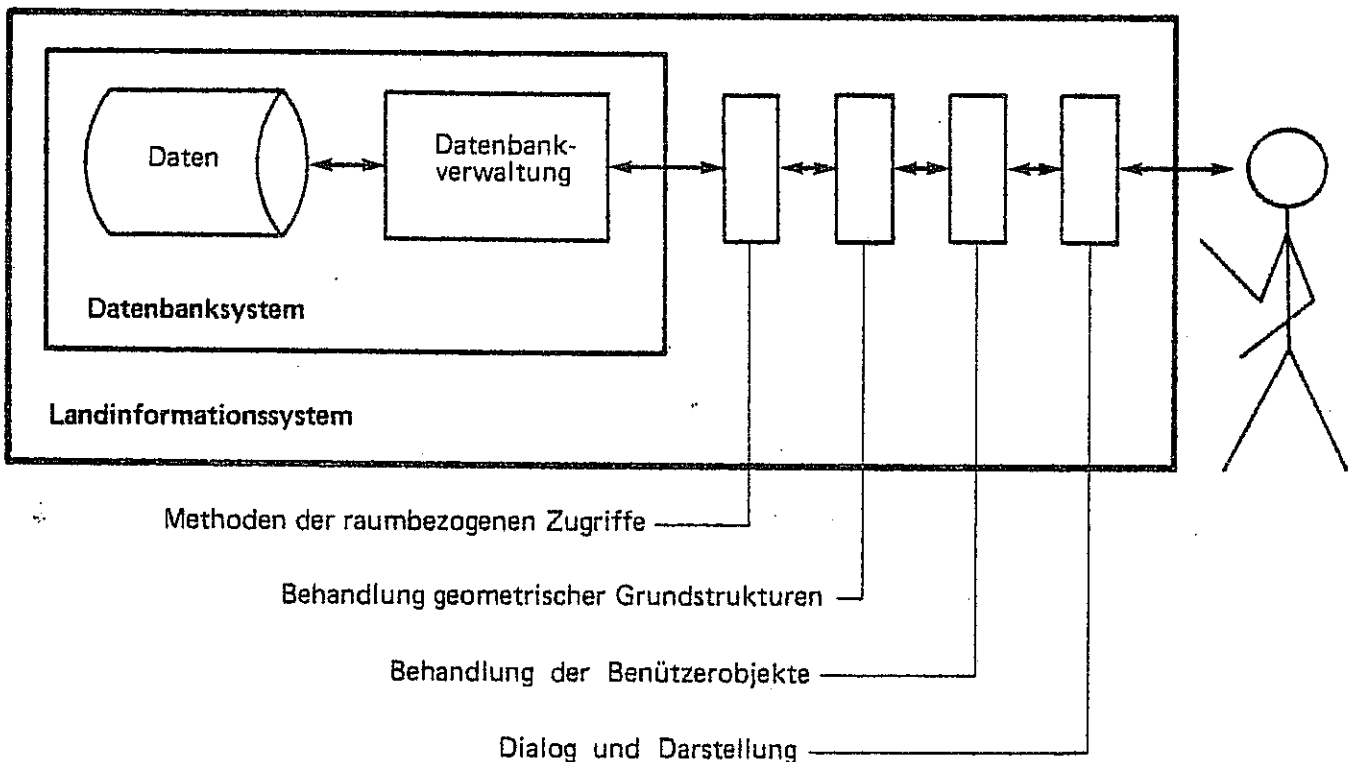 Daten
Datenbank-
verwaltung
Datenbanksystem
Landinformationssystem
Methoden der raumbezogenen Zugriffe
Behandlung geometrischer Grundstrukturen
Behandlung der Benützerobjekte
Dialog und Darstellung